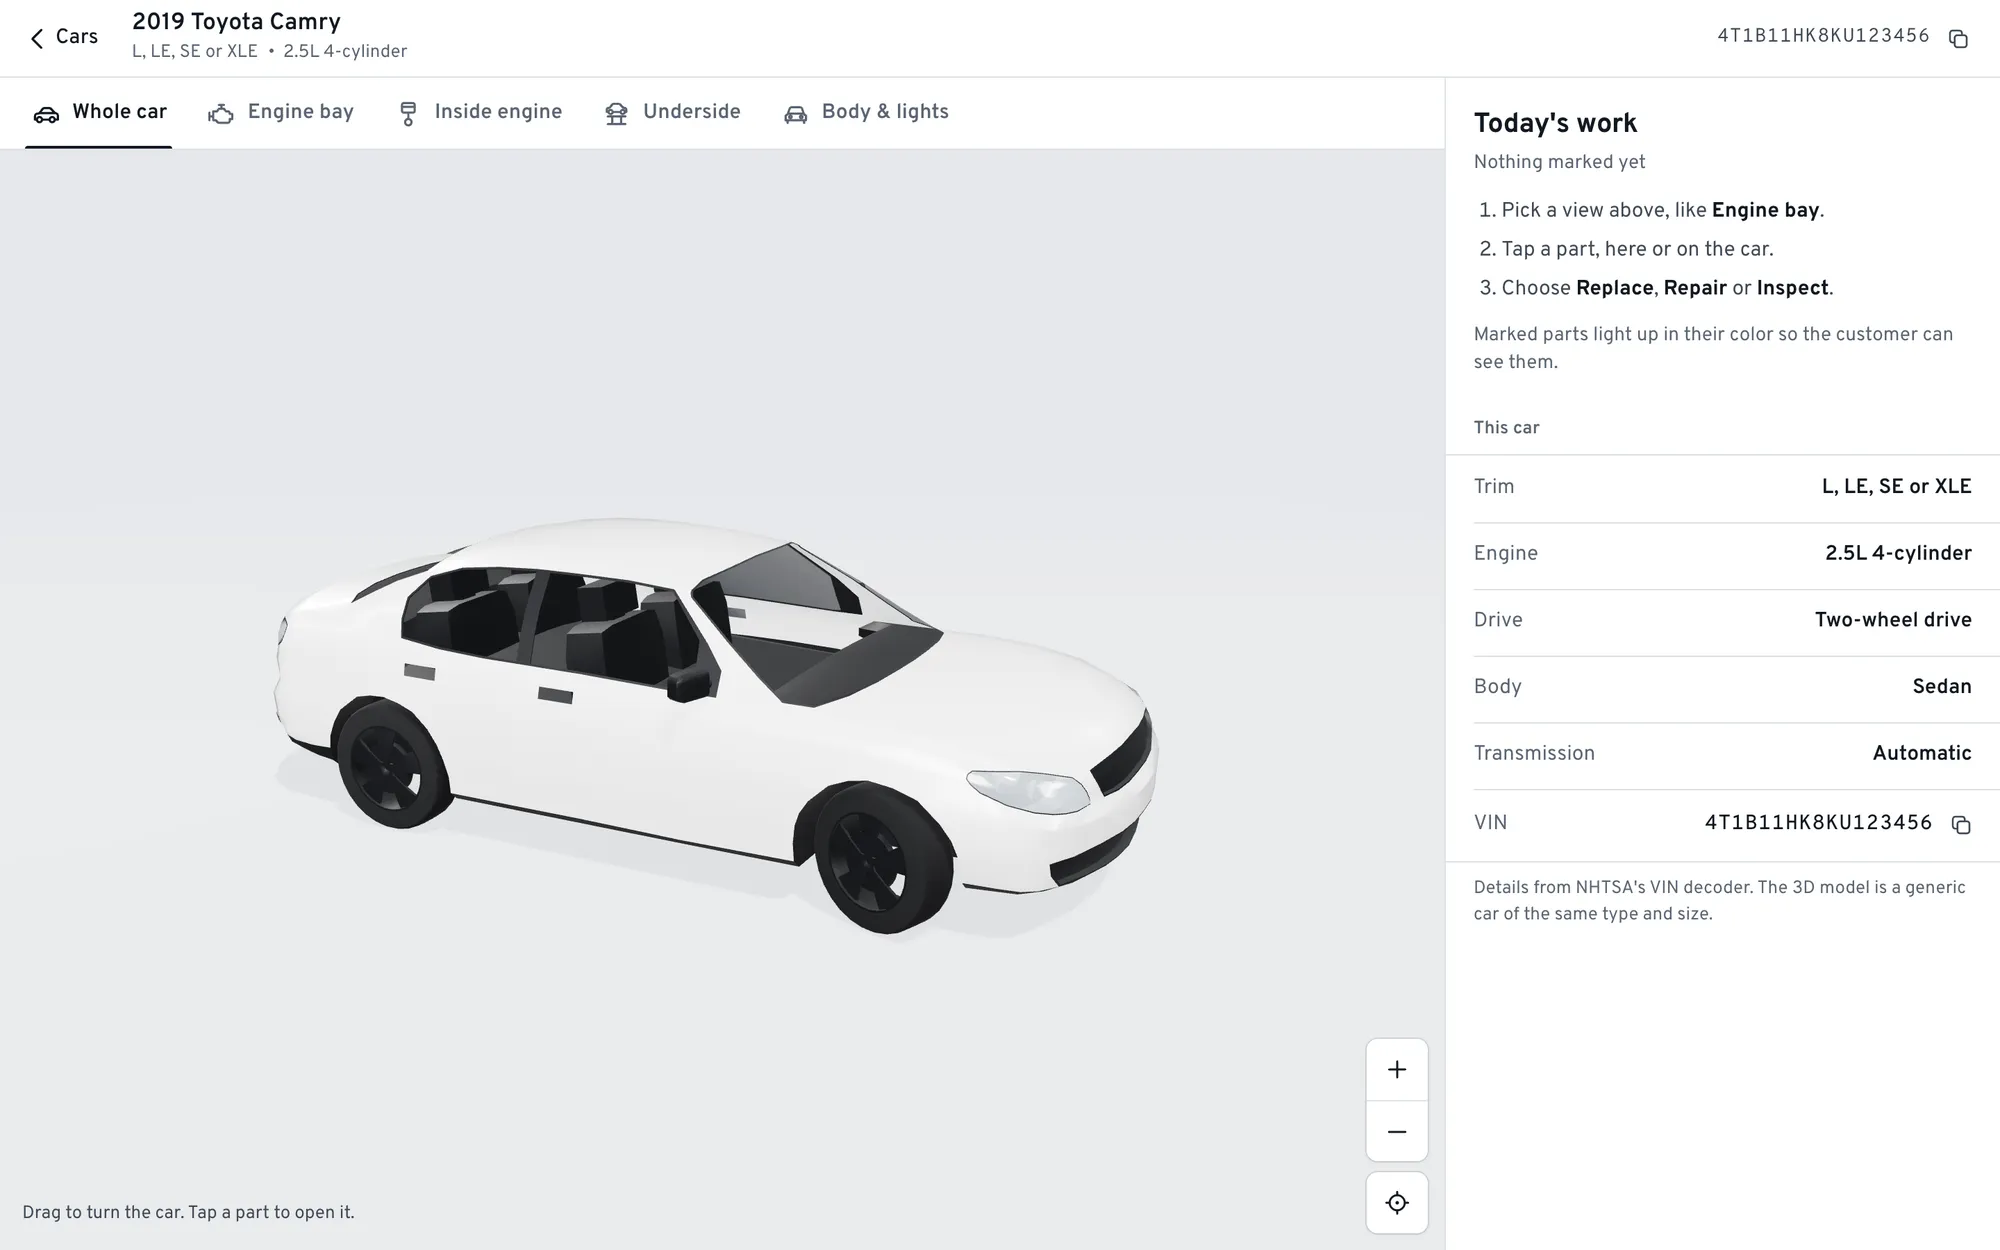 Cars
2019 Toyota Camry
L, LE, SE or XLE • 2.5L 4-cylinder
4T1B11HK8KU123456
Whole car
Engine bay
Inside engine
Underside
Body & lights
Drag to turn the car. Tap a part to open it.
Today's work
Nothing marked yet
1. Pick a view above, like Engine bay.
2. Tap a part, here or on the car.
3. Choose Replace, Repair or Inspect.
Marked parts light up in their color so the customer can
see them.
This car
Trim L, LE, SE or XLE
Engine 2.5L 4-cylinder
Drive Two-wheel drive
Body Sedan
Transmission Automatic
VIN 4T1B11HK8KU123456
Details from NHTSA's VIN decoder. The 3D model is a generic
car of the same type and size.